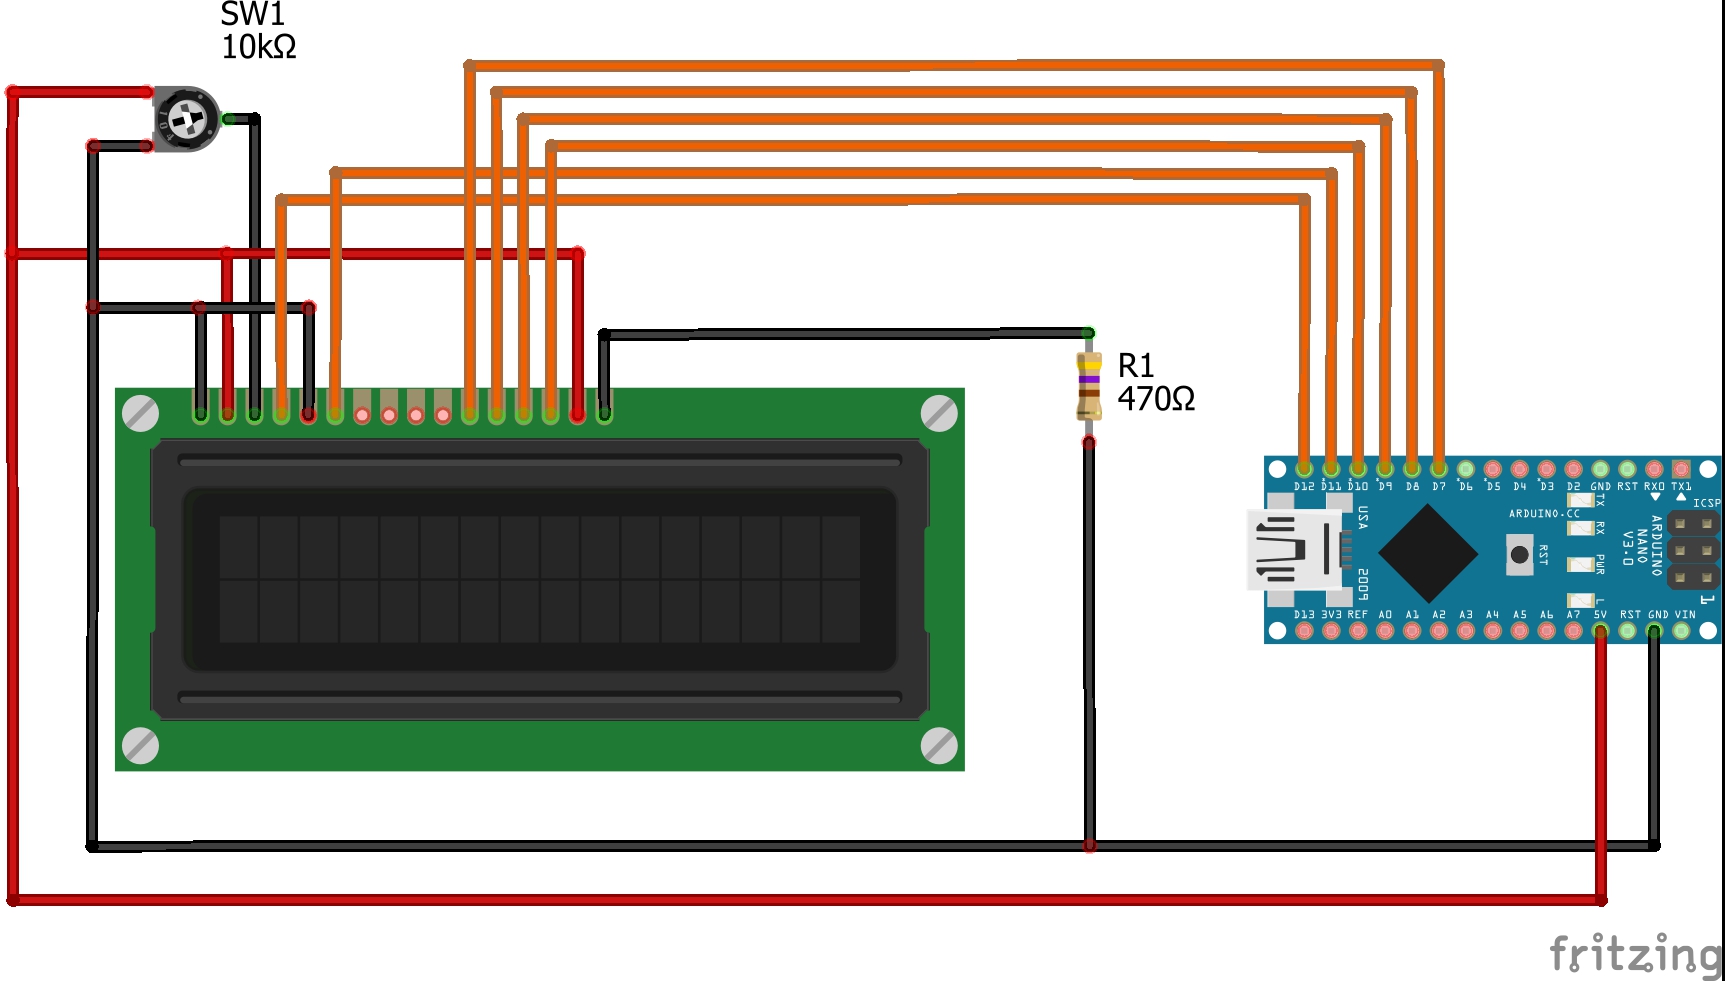 SW1
10kΩ
R1
470Ω
D12 D11 D10 D9 D8 D7 D6 D5 D4 D3 D2 GND RST RX0 TX1
TX
RX
PWR
L
USA
2009
ARDUINO.CC
RST
ARDUINO
NANO
V3.0
ICSP
1
D13 3V3 REF A0 A1 A2 A3 A4 A5 A6 A7 5V RST GND VIN
fritzing